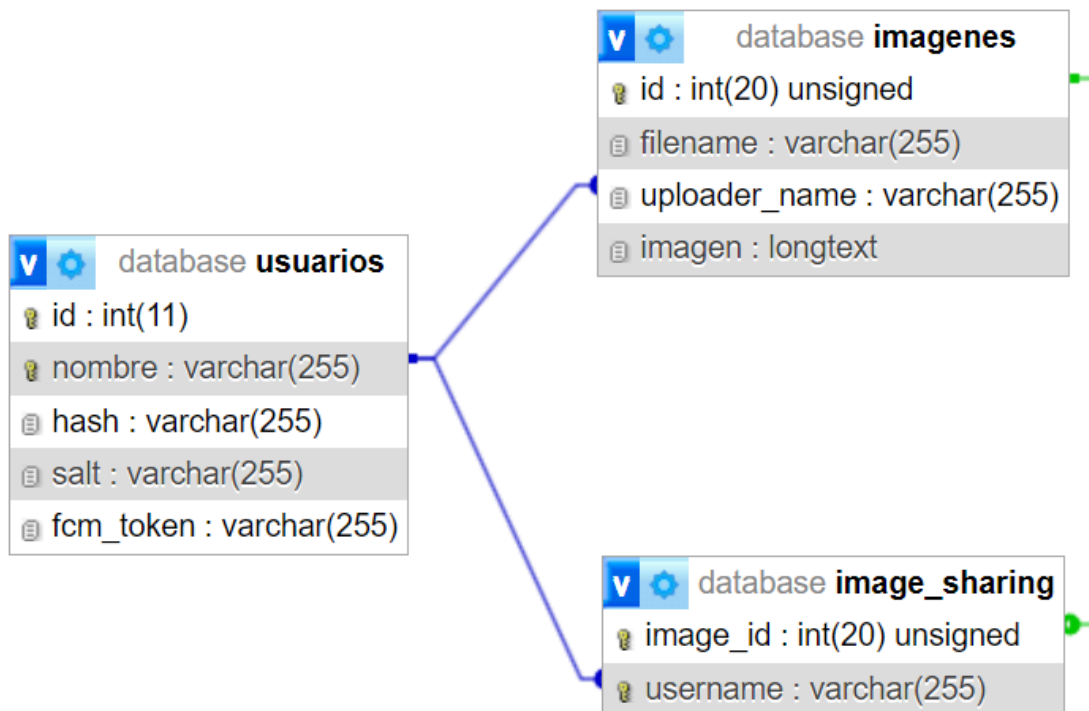 v database usuarios
id : int(11)
nombre : varchar(255)
hash : varchar(255)
salt : varchar(255)
fcm_token : varchar(255)
v database imagenes
id : int(20) unsigned
filename : varchar(255)
uploader_name : varchar(255)
imagen : longtext
v database image_sharing
image_id : int(20) unsigned
username : varchar(255)